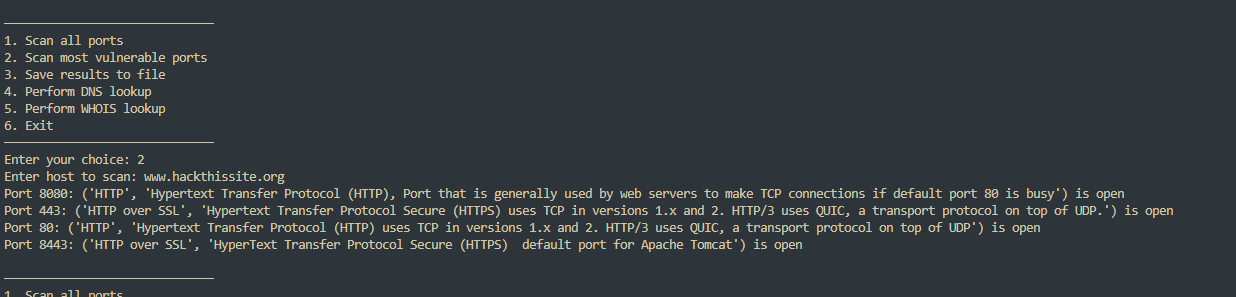 1. Scan all ports
2. Scan most vulnerable ports
3. Save results to file
4. Perform DNS lookup
5. Perform WHOIS lookup
6. Exit
Enter your choice: 2
Enter host to scan: www.hackthissite.org
Port 8080: ('HTTP', 'Hypertext Transfer Protocol (HTTP), Port that is generally used by web servers to make TCP connections if default port 80 is busy') is open
Port 443: ('HTTP over SSL', 'Hypertext Transfer Protocol Secure (HTTPS) uses TCP in versions 1.x and 2. HTTP/3 uses QUIC, a transport protocol on top of UDP.') is open
Port 80: ('HTTP', 'Hypertext Transfer Protocol (HTTP) uses TCP in versions 1.x and 2. HTTP/3 uses QUIC, a transport protocol on top of UDP') is open
Port 8443: ('HTTP over SSL', 'HyperText Transfer Protocol Secure (HTTPS)  default port for Apache Tomcat') is open
1. Scan all ports